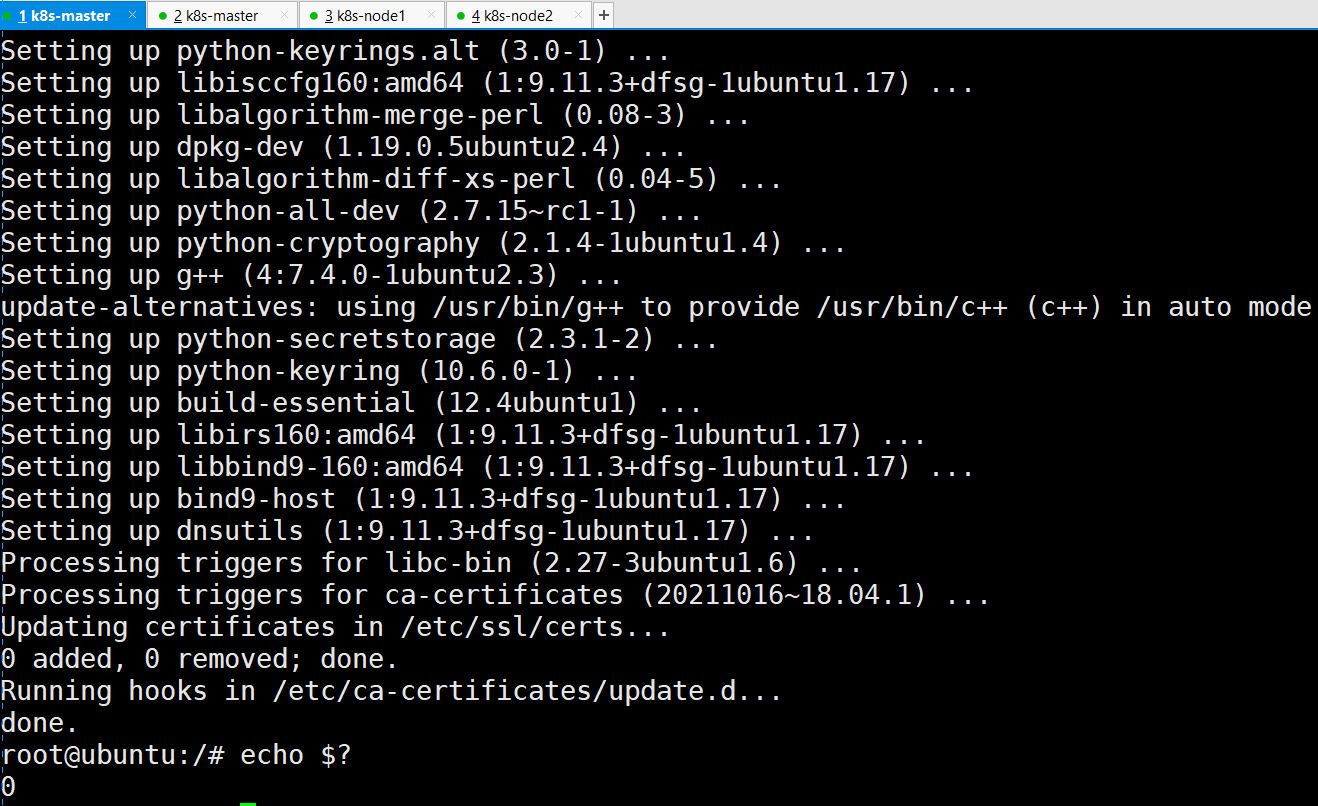 1 k8s-master × 2 k8s-master × 3 k8s-node1 × 4 k8s-node2 × +
Setting up python-keyrings.alt (3.0-1) ...
Setting up libisccfg160:amd64 (1:9.11.3+dfsg-1ubuntu1.17) ...
Setting up libalgorithm-merge-perl (0.08-3) ...
Setting up dpkg-dev (1.19.0.5ubuntu2.4) ...
Setting up libalgorithm-diff-xs-perl (0.04-5) ...
Setting up python-all-dev (2.7.15~rc1-1) ...
Setting up python-cryptography (2.1.4-1ubuntu1.4) ...
Setting up g++ (4:7.4.0-1ubuntu2.3) ...
update-alternatives: using /usr/bin/g++ to provide /usr/bin/c++ (c++) in auto mode
Setting up python-secretstorage (2.3.1-2) ...
Setting up python-keyring (10.6.0-1) ...
Setting up build-essential (12.4ubuntu1) ...
Setting up libirs160:amd64 (1:9.11.3+dfsg-1ubuntu1.17) ...
Setting up libbind9-160:amd64 (1:9.11.3+dfsg-1ubuntu1.17) ...
Setting up bind9-host (1:9.11.3+dfsg-1ubuntu1.17) ...
Setting up dnsutils (1:9.11.3+dfsg-1ubuntu1.17) ...
Processing triggers for libc-bin (2.27-3ubuntu1.6) ...
Processing triggers for ca-certificates (20211016~18.04.1) ...
Updating certificates in /etc/ssl/certs...
0 added, 0 removed; done.
Running hooks in /etc/ca-certificates/update.d...
done.
root@ubuntu:/# echo $?
0